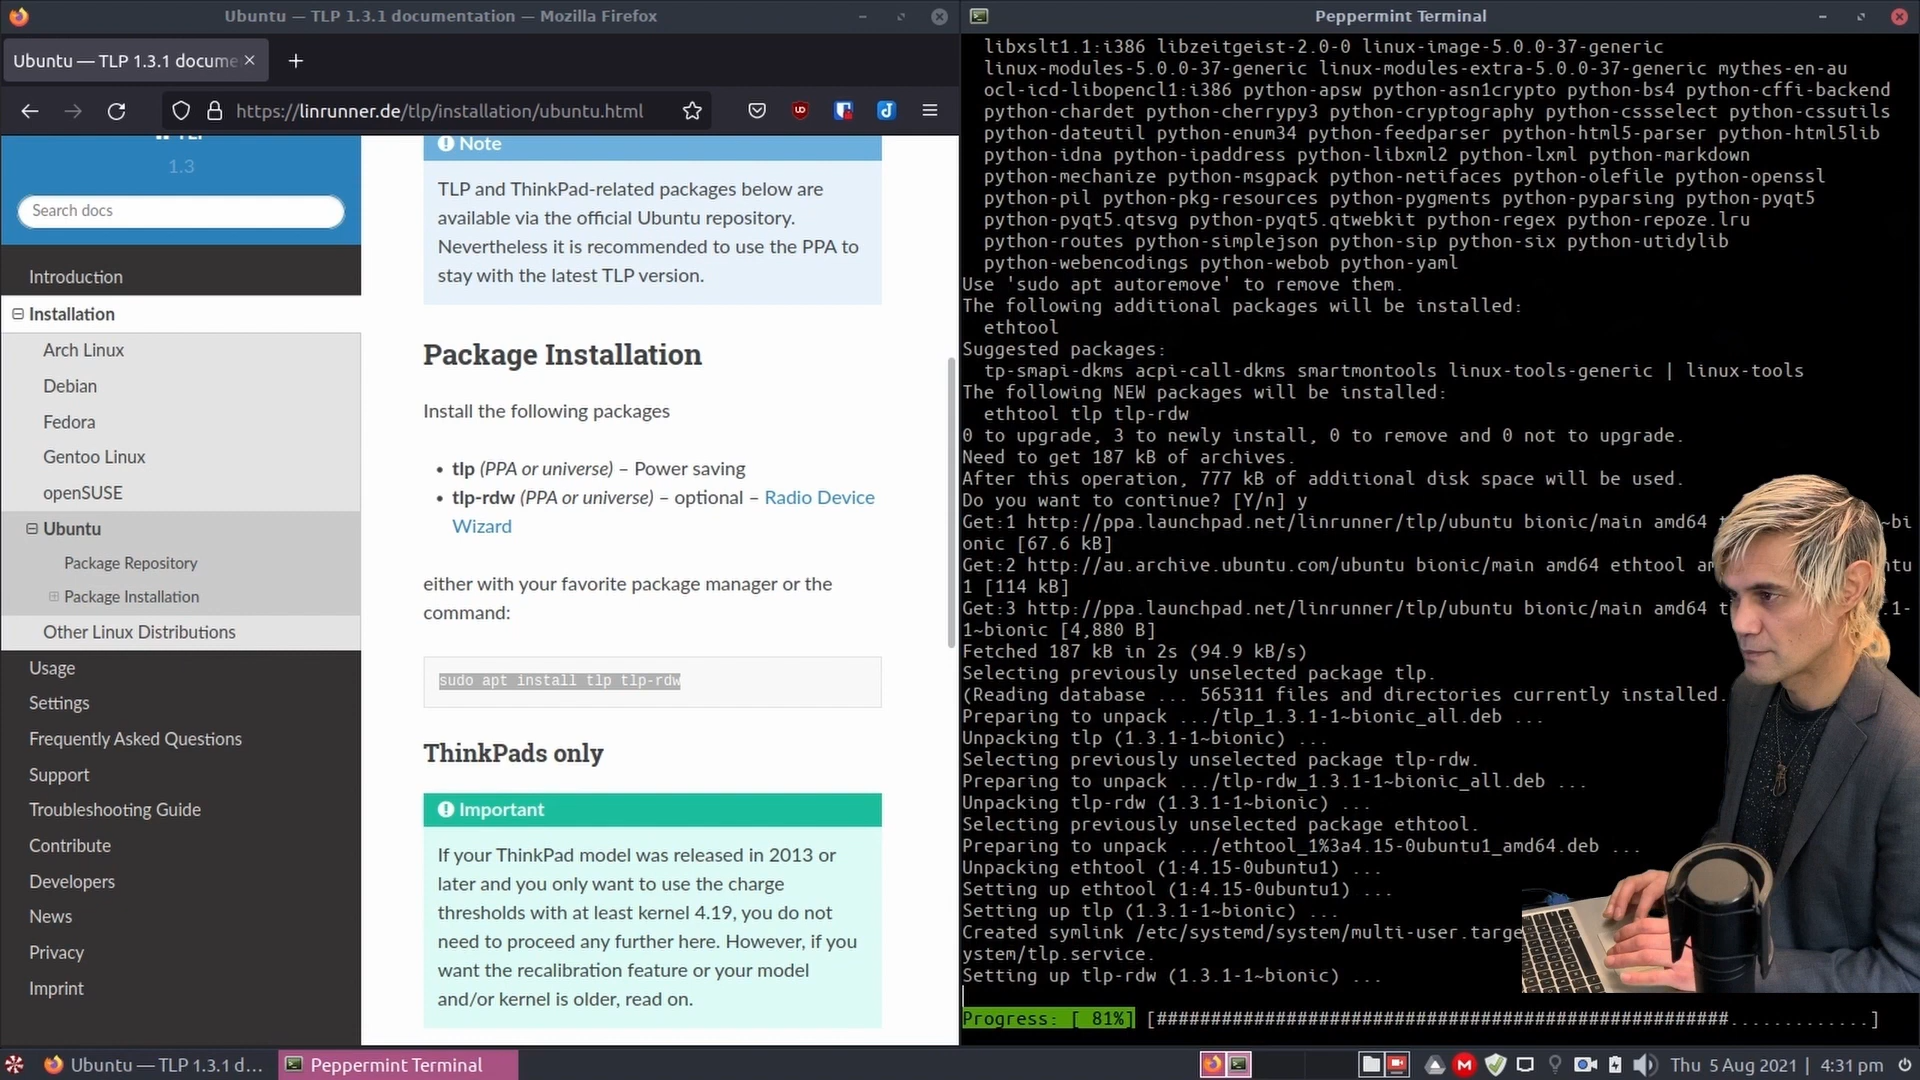 Ubuntu — TLP 1.3.1 documentation — Mozilla Firefox
Ubuntu — TLP 1.3.1 docume
https://linrunner.de/tlp/installation/ubuntu.html
1.3
Search docs
Introduction
Installation
Arch Linux
Debian
Fedora
Gentoo Linux
openSUSE
Ubuntu
Package Repository
Package Installation
Other Linux Distributions
Usage
Settings
Frequently Asked Questions
Support
Troubleshooting Guide
Contribute
Developers
News
Privacy
Imprint
Note
TLP and ThinkPad-related packages below are
available via the official Ubuntu repository.
Nevertheless it is recommended to use the PPA to
stay with the latest TLP version.
Package Installation
Install the following packages
• tlp (PPA or universe) – Power saving
• tlp-rdw (PPA or universe) – optional – Radio Device
Wizard
either with your favorite package manager or the
command:
sudo apt install tlp tlp-rdw
ThinkPads only
Important
If your ThinkPad model was released in 2013 or
later and you only want to use the charge
thresholds with at least kernel 4.19, you do not
need to proceed any further here. However, if you
want the recalibration feature or your model
and/or kernel is older, read on.
Peppermint Terminal
libxslt1.1:i386 libzeitgeist-2.0-0 linux-image-5.0.0-37-generic
linux-modules-5.0.0-37-generic linux-modules-extra-5.0.0-37-generic mythes-en-au
ocl-icd-libopencl1:i386 python-apsw python-asn1crypto python-bs4 python-cffi-backend
python-chardet python-cherrypy3 python-cryptography python-cssselect python-cssutils
python-dateutil python-enum34 python-feedparser python-html5-parser python-html5lib
python-idna python-ipaddress python-libxml2 python-lxml python-markdown
python-mechanize python-msgpack python-netifaces python-olefile python-openssl
python-pil python-pkg-resources python-pygments python-pyparsing python-pyqt5
python-pyqt5.qtsvg python-pyqt5.qtwebkit python-regex python-repoze.lru
python-routes python-simplejson python-sip python-six python-utidylib
python-webencodings python-webob python-yaml
Use 'sudo apt autoremove' to remove them.
The following additional packages will be installed:
ethtool
Suggested packages:
tp-smapi-dkms acpi-call-dkms smartmontools linux-tools-generic | linux-tools
The following NEW packages will be installed:
ethtool tlp tlp-rdw
0 to upgrade, 3 to newly install, 0 to remove and 0 not to upgrade.
Need to get 187 kB of archives.
After this operation, 777 kB of additional disk space will be used.
Do you want to continue? [Y/n] y
Get:1 http://ppa.launchpad.net/linrunner/tlp/ubuntu bionic/main amd64 t ~bi
onic [67.6 kB]
Get:2 http://au.archive.ubuntu.com/ubuntu bionic/main amd64 ethtool am ntu
1 [114 kB]
Get:3 http://ppa.launchpad.net/linrunner/tlp/ubuntu bionic/main amd64 t .1-
1~bionic [4,880 B]
Fetched 187 kB in 2s (94.9 kB/s)
Selecting previously unselected package tlp.
(Reading database ... 565311 files and directories currently installed.
Preparing to unpack .../tlp_1.3.1-1~bionic_all.deb ...
Unpacking tlp (1.3.1-1~bionic) ...
Selecting previously unselected package tlp-rdw.
Preparing to unpack .../tlp-rdw_1.3.1-1~bionic_all.deb ...
Unpacking tlp-rdw (1.3.1-1~bionic) ...
Selecting previously unselected package ethtool.
Preparing to unpack .../ethtool_1%3a4.15-0ubuntu1_amd64.deb ...
Unpacking ethtool (1:4.15-0ubuntu1) ...
Setting up ethtool (1:4.15-0ubuntu1) ...
Setting up tlp (1.3.1-1~bionic) ...
Created symlink /etc/systemd/system/multi-user.targe
ystem/tlp.service.
Setting up tlp-rdw (1.3.1-1~bionic) ...
Progress: [ 81%] [#####################################################.............]
Ubuntu — TLP 1.3.1 d...
Peppermint Terminal
Thu 5 Aug 2021 | 4:31 pm